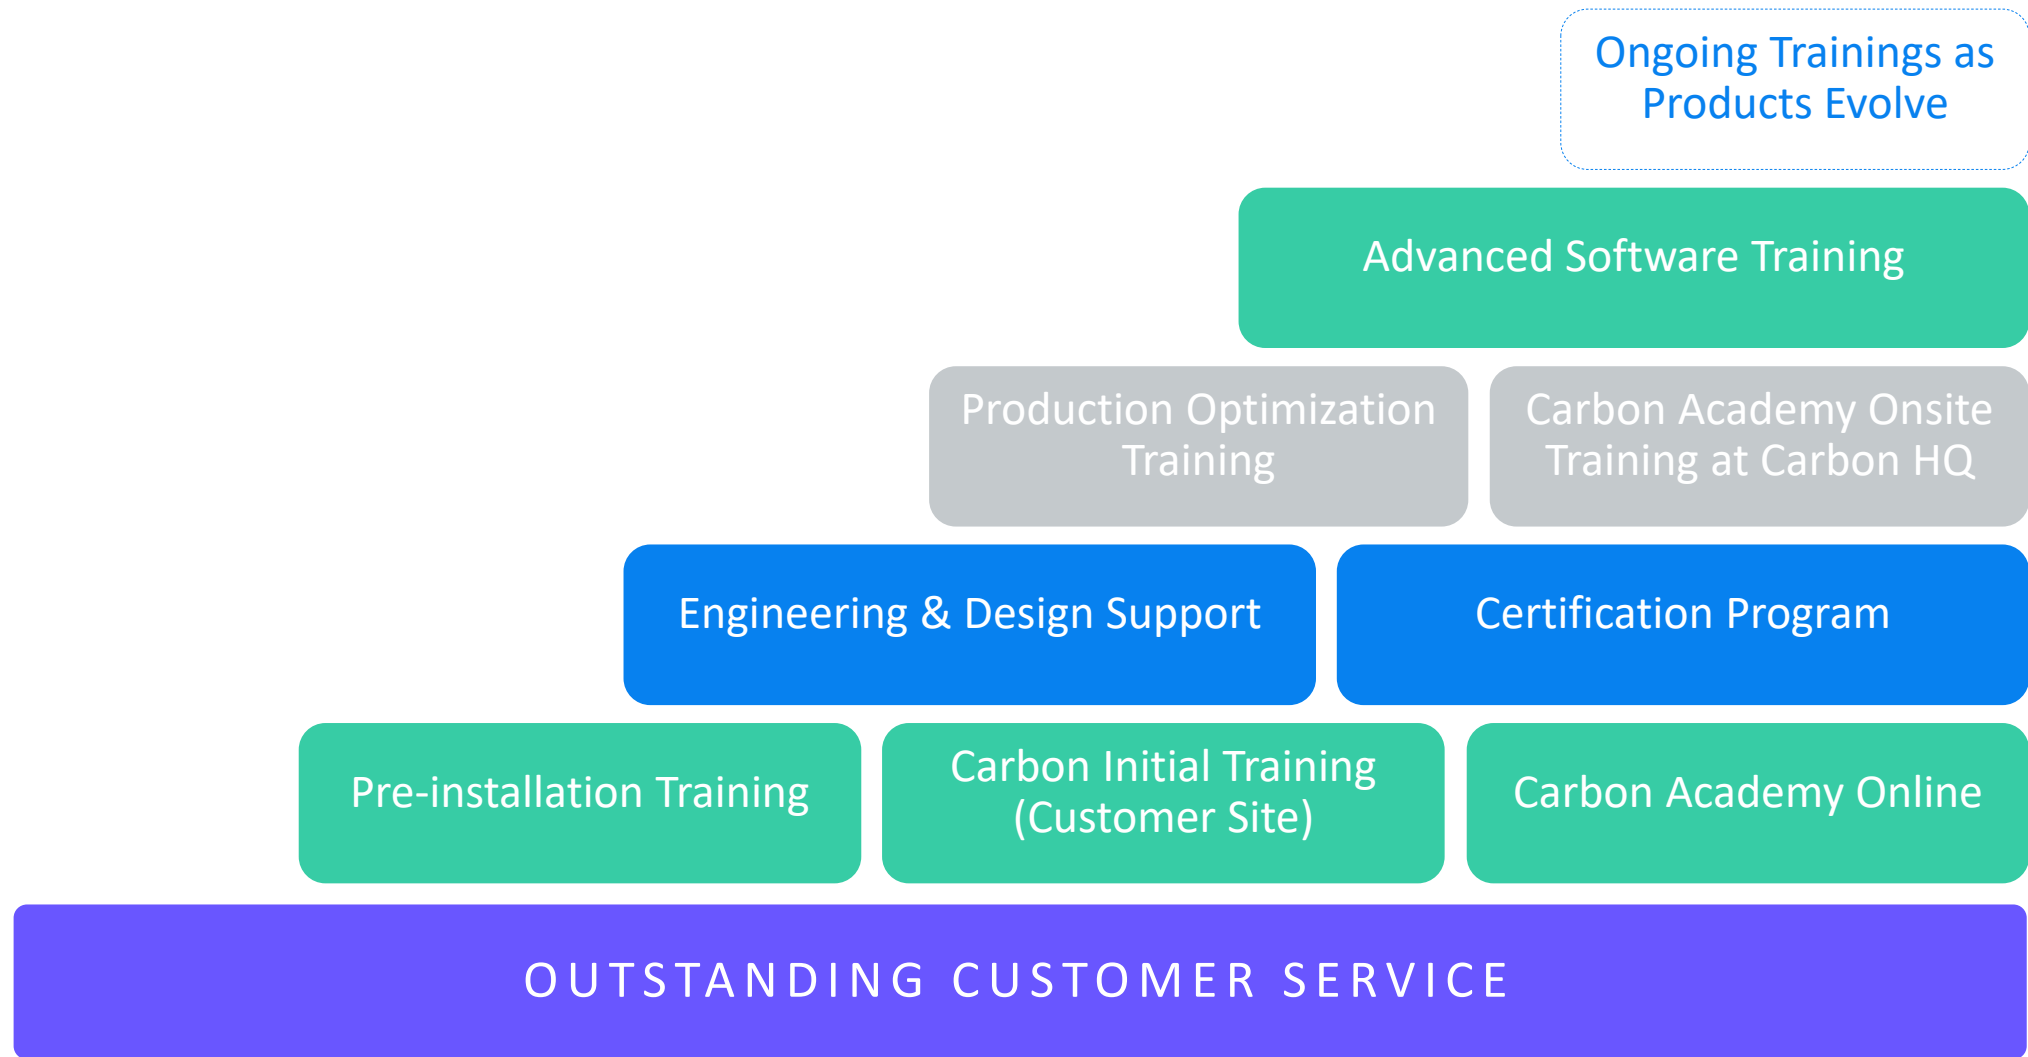 Ongoing Trainings as
Products Evolve
Advanced Software Training
Production Optimization
Training
Carbon Academy Onsite
Training at Carbon HQ
Engineering & Design Support
Certification Program
Pre-installation Training
Carbon Initial Training
(Customer Site)
Carbon Academy Online
OUTSTANDING CUSTOMER SERVICE